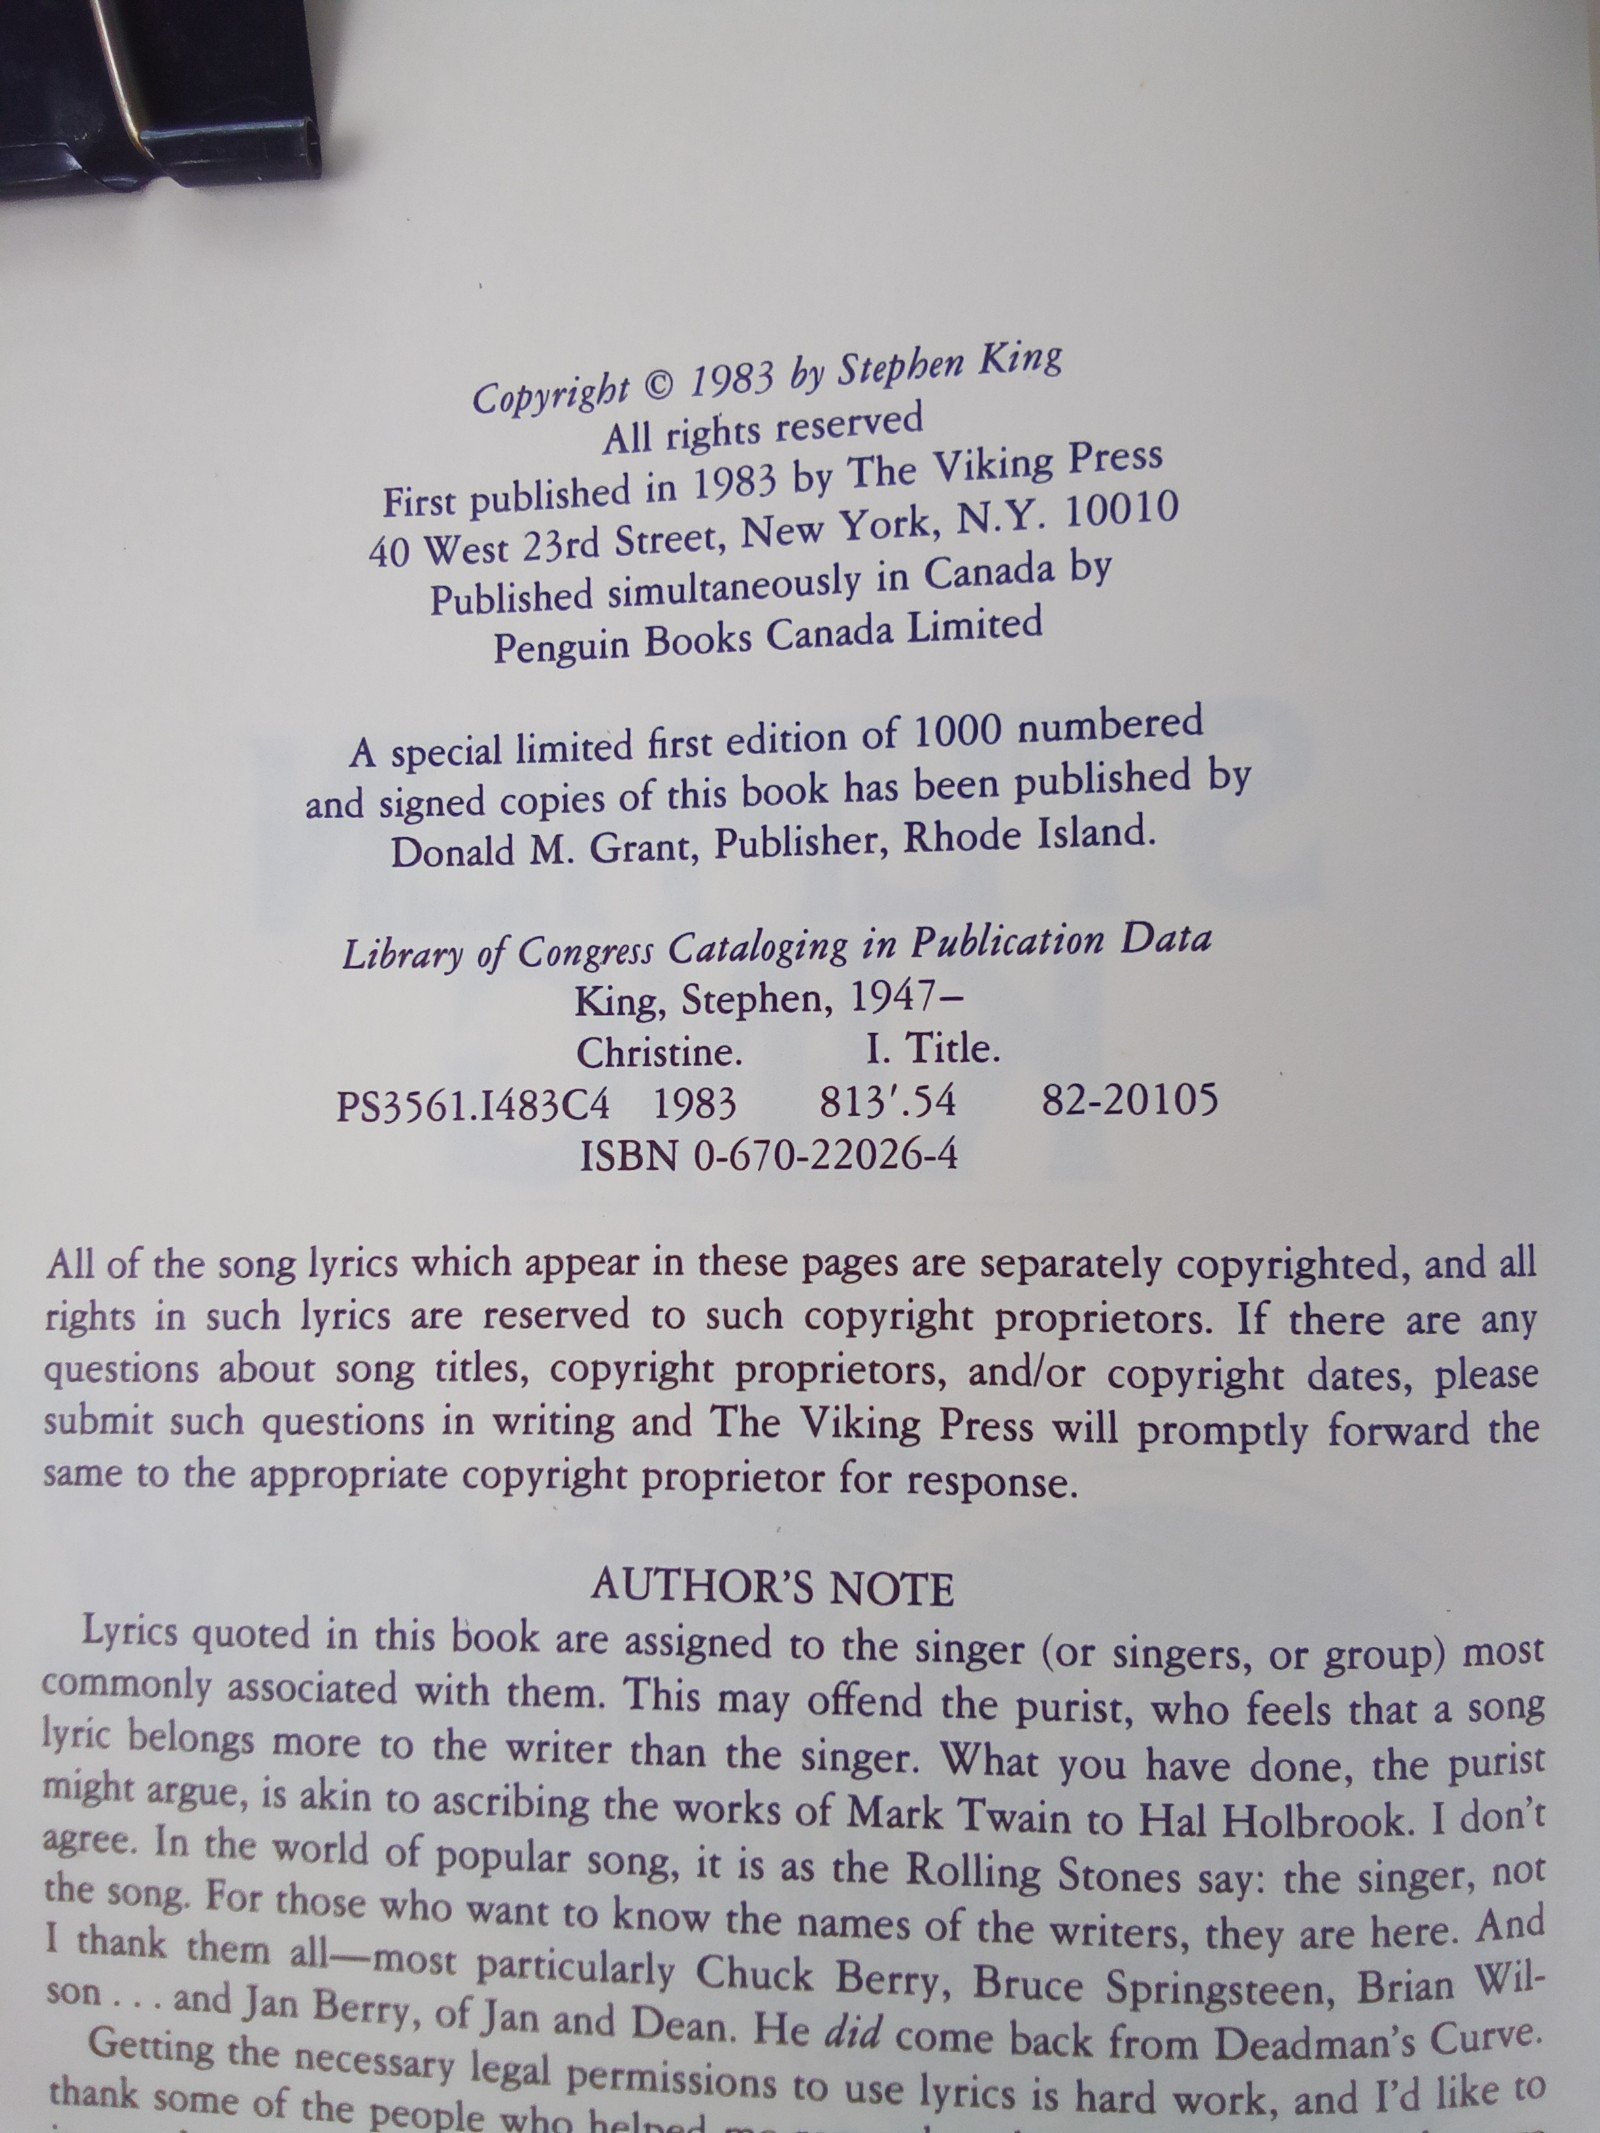 Copyright © 1983 by Stephen King
All rights reserved
First published in 1983 by The Viking Press
40 West 23rd Street, New York, N.Y. 10010
Published simultaneously in Canada by
Penguin Books Canada Limited
A special limited first edition of 1000 numbered
and signed copies of this book has been published by
Donald M. Grant, Publisher, Rhode Island.
Library of Congress Cataloging in Publication Data
King, Stephen, 1947–
Christine. I. Title.
PS3561.I483C4 1983 813′.54 82-20105
ISBN 0-670-22026-4
All of the song lyrics which appear in these pages are separately copyrighted, and all
rights in such lyrics are reserved to such copyright proprietors. If there are any
questions about song titles, copyright proprietors, and/or copyright dates, please
submit such questions in writing and The Viking Press will promptly forward the
same to the appropriate copyright proprietor for response.
AUTHOR'S NOTE
Lyrics quoted in this book are assigned to the singer (or singers, or group) most
commonly associated with them. This may offend the purist, who feels that a song
lyric belongs more to the writer than the singer. What you have done, the purist
might argue, is akin to ascribing the works of Mark Twain to Hal Holbrook. I don't
agree. In the world of popular song, it is as the Rolling Stones say: the singer, not
the song. For those who want to know the names of the writers, they are here. And
I thank them all—most particularly Chuck Berry, Bruce Springsteen, Brian Wil-
son . . . and Jan Berry, of Jan and Dean. He did come back from Deadman's Curve.
Getting the necessary legal permissions to use lyrics is hard work, and I'd like to
thank some of the people who helped